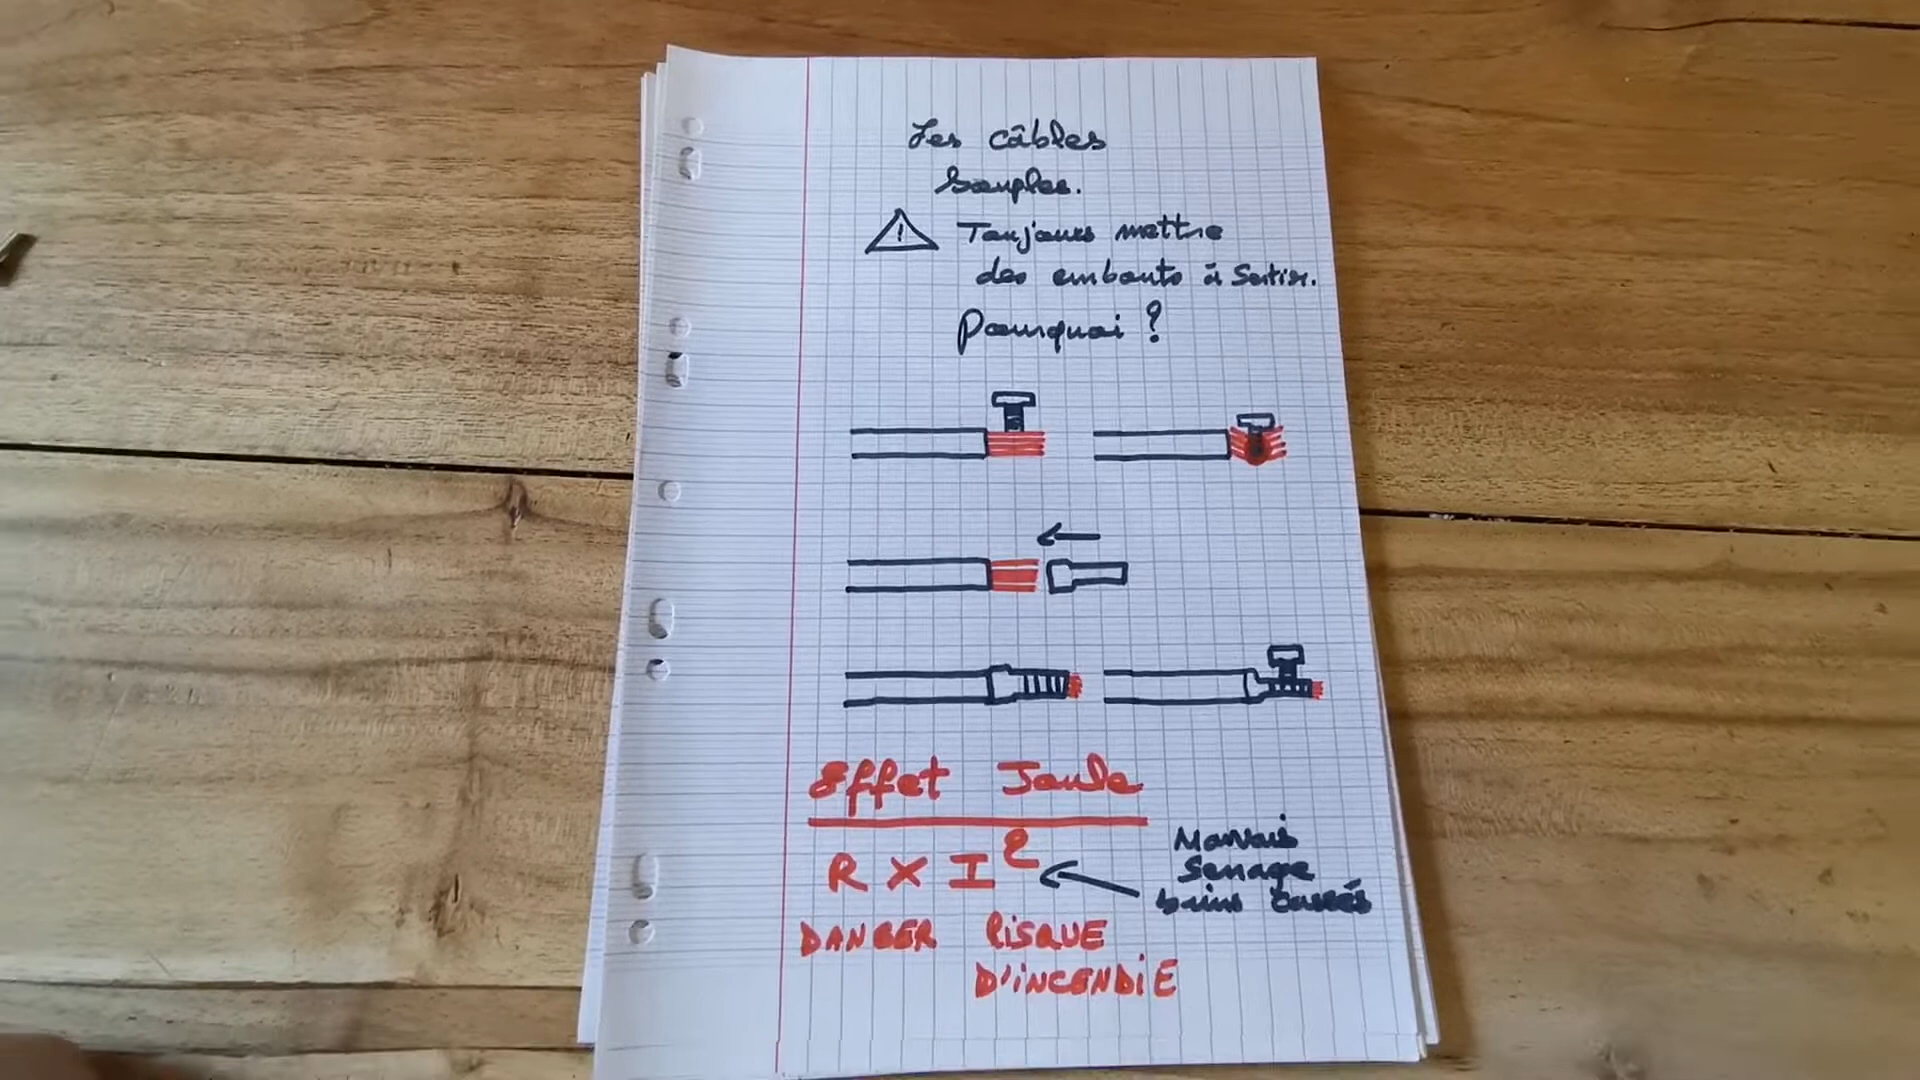 Les câbles
souples.
! Toujours mettre
des embouts à Sertir.
Pourquoi ?
Effet Joule
R X I²
Mauvais
Serrage
brins cassés
DANGER RISQUE
D'INCENDIE